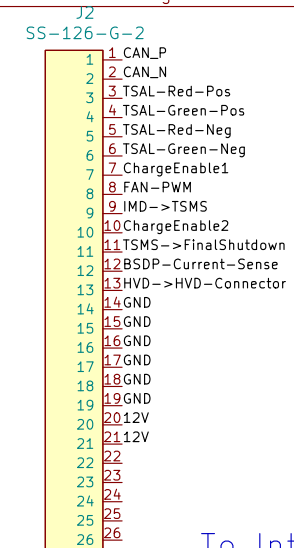 J2
SS-126-G-2
1 1 CAN_P
2 2 CAN_N
3 3 TSAL-Red-Pos
4 4 TSAL-Green-Pos
5 5 TSAL-Red-Neg
6 6 TSAL-Green-Neg
7 7 ChargeEnable1
8 8 FAN-PWM
9 9 IMD->TSMS
10 10 ChargeEnable2
11 11 TSMS->FinalShutdown
12 12 BSDP-Current-Sense
13 13 HVD->HVD-Connector
14 14 GND
15 15 GND
16 16 GND
17 17 GND
18 18 GND
19 19 GND
20 20 12V
21 21 12V
22 22
23 23
24 24
25 25
26 26
To Int